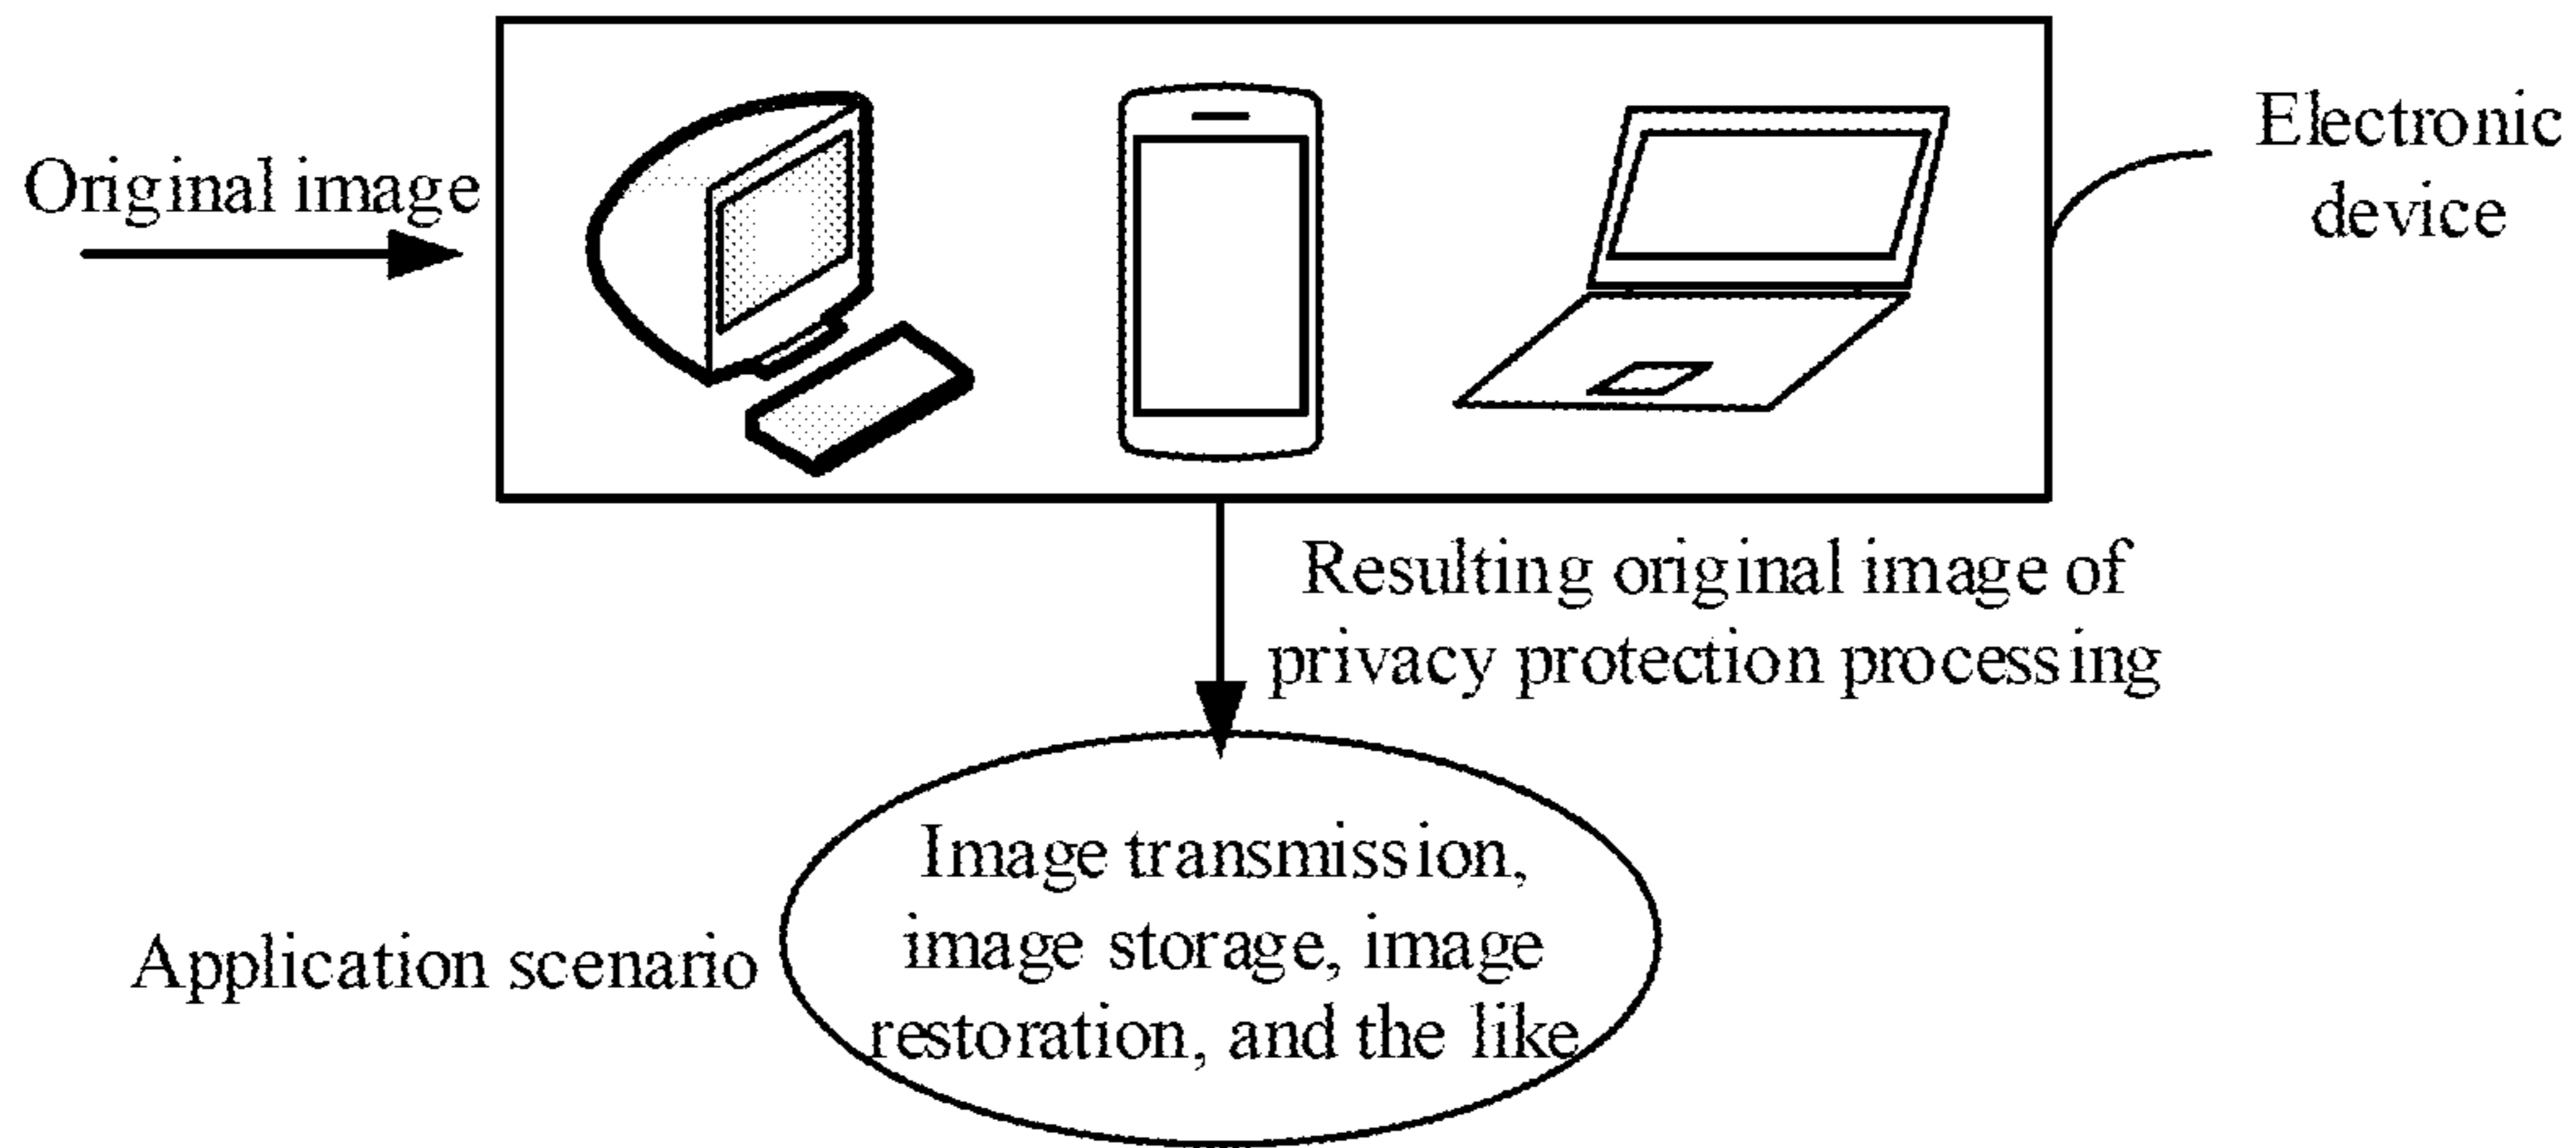 Original image
Electronic
device
Resulting original image of
privacy protection processing
Application scenario
Image transmission,
image storage, image
restoration, and the like